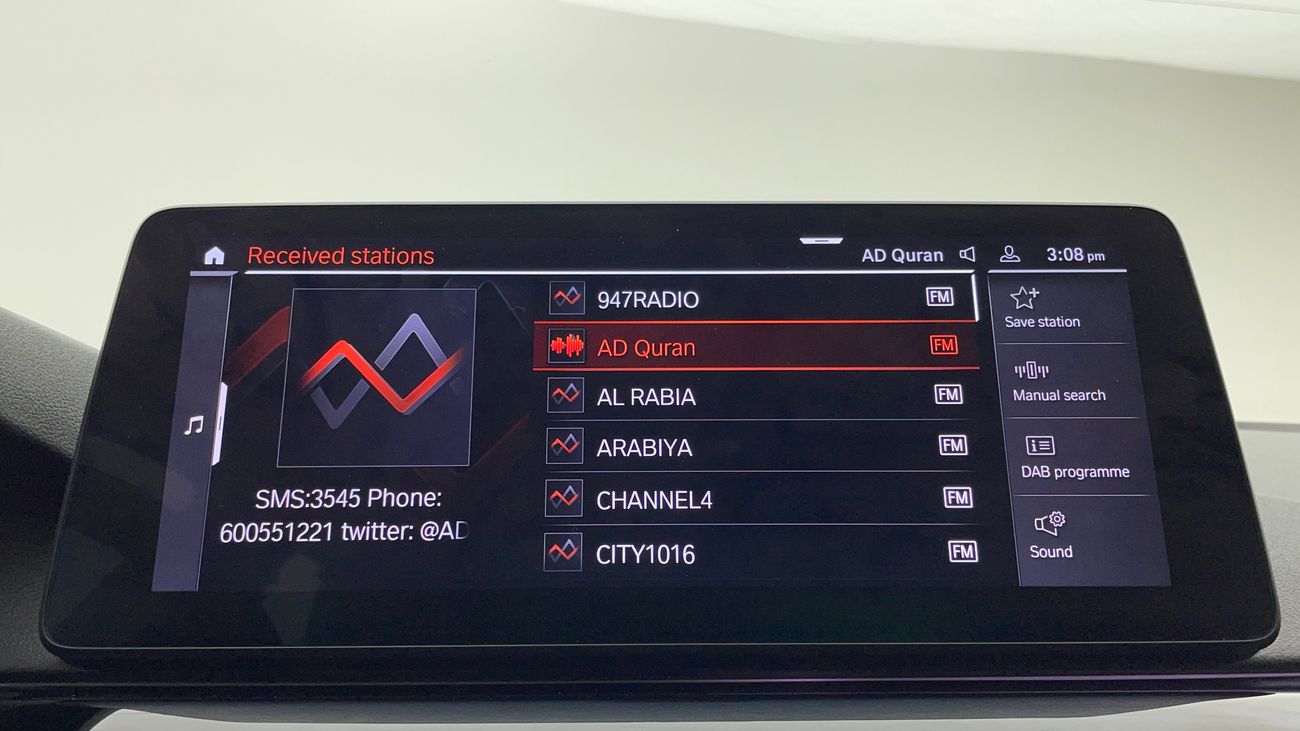 Received stations
AD Quran
3:08 pm
947RADIO FM
AD Quran FM
AL RABIA FM
ARABIYA FM
CHANNEL4 FM
CITY1016 FM
SMS:3545 Phone:
600551221 twitter: @AD
Save station
Manual search
DAB programme
Sound